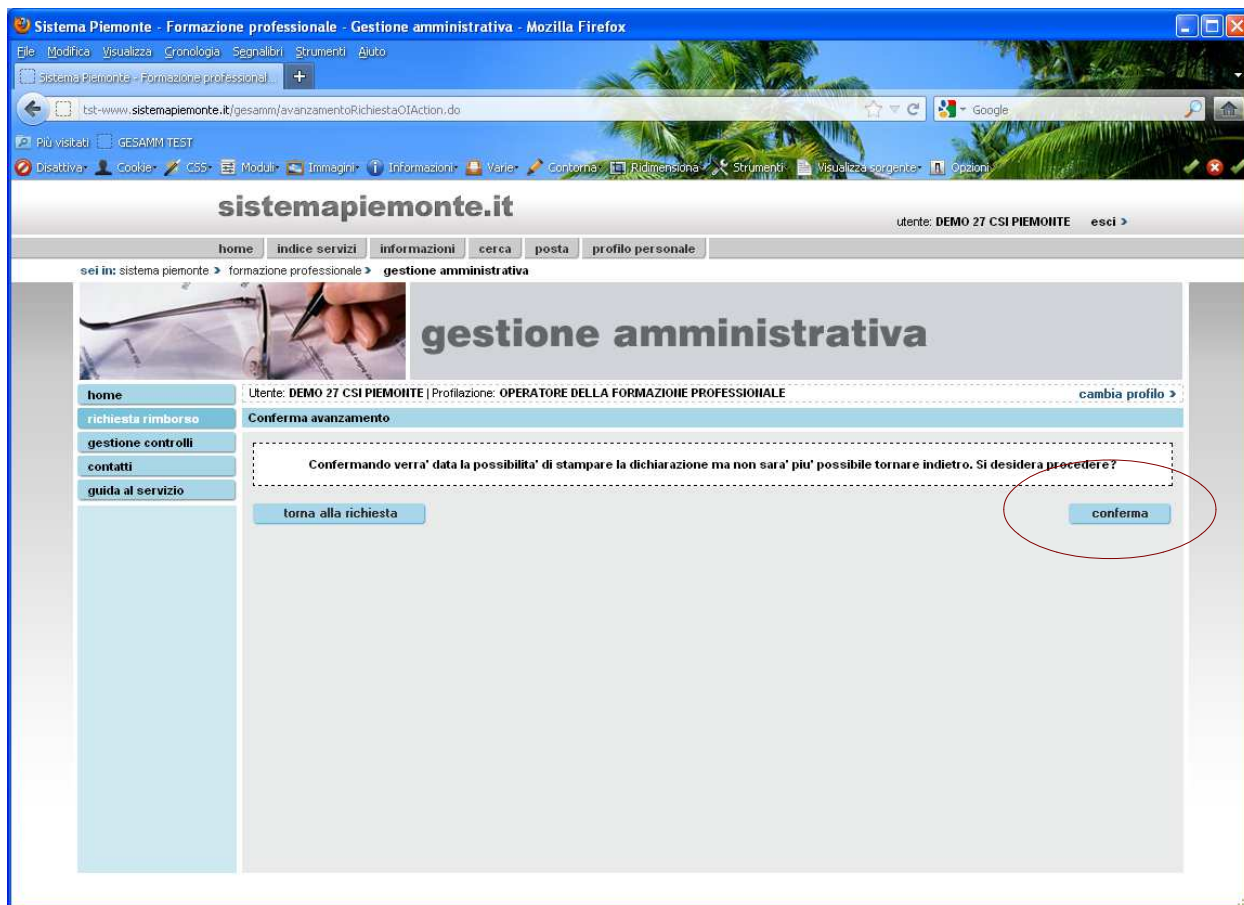 Sistema Piemonte - Formazione professionale - Gestione amministrativa - Mozilla Firefox
File Modifica Visualizza Cronologia Segnalibri Strumenti Aiuto
Sistema Piemonte - Formazione professional... +
tst-www.sistemapiemonte.it/gesamm/avanzamentoRichiestaOIAction.do Google
Più visitati GESAMM TEST
Disattiva Cookie CSS Moduli Immagini Informazioni Varie Contorna Ridimensiona Strumenti Visualizza sorgente Opzioni
sistemapiemonte.it
utente: DEMO 27 CSI PIEMONTE esci >
home indice servizi informazioni cerca posta profilo personale
sei in: sistema piemonte > formazione professionale > gestione amministrativa
gestione amministrativa
home
Utente: DEMO 27 CSI PIEMONTE | Profilazione: OPERATORE DELLA FORMAZIONE PROFESSIONALE cambia profilo >
richiesta rimborso
Conferma avanzamento
gestione controlli
contatti
guida al servizio
Confermando verra' data la possibilita' di stampare la dichiarazione ma non sara' piu' possibile tornare indietro. Si desidera procedere?
torna alla richiesta conferma